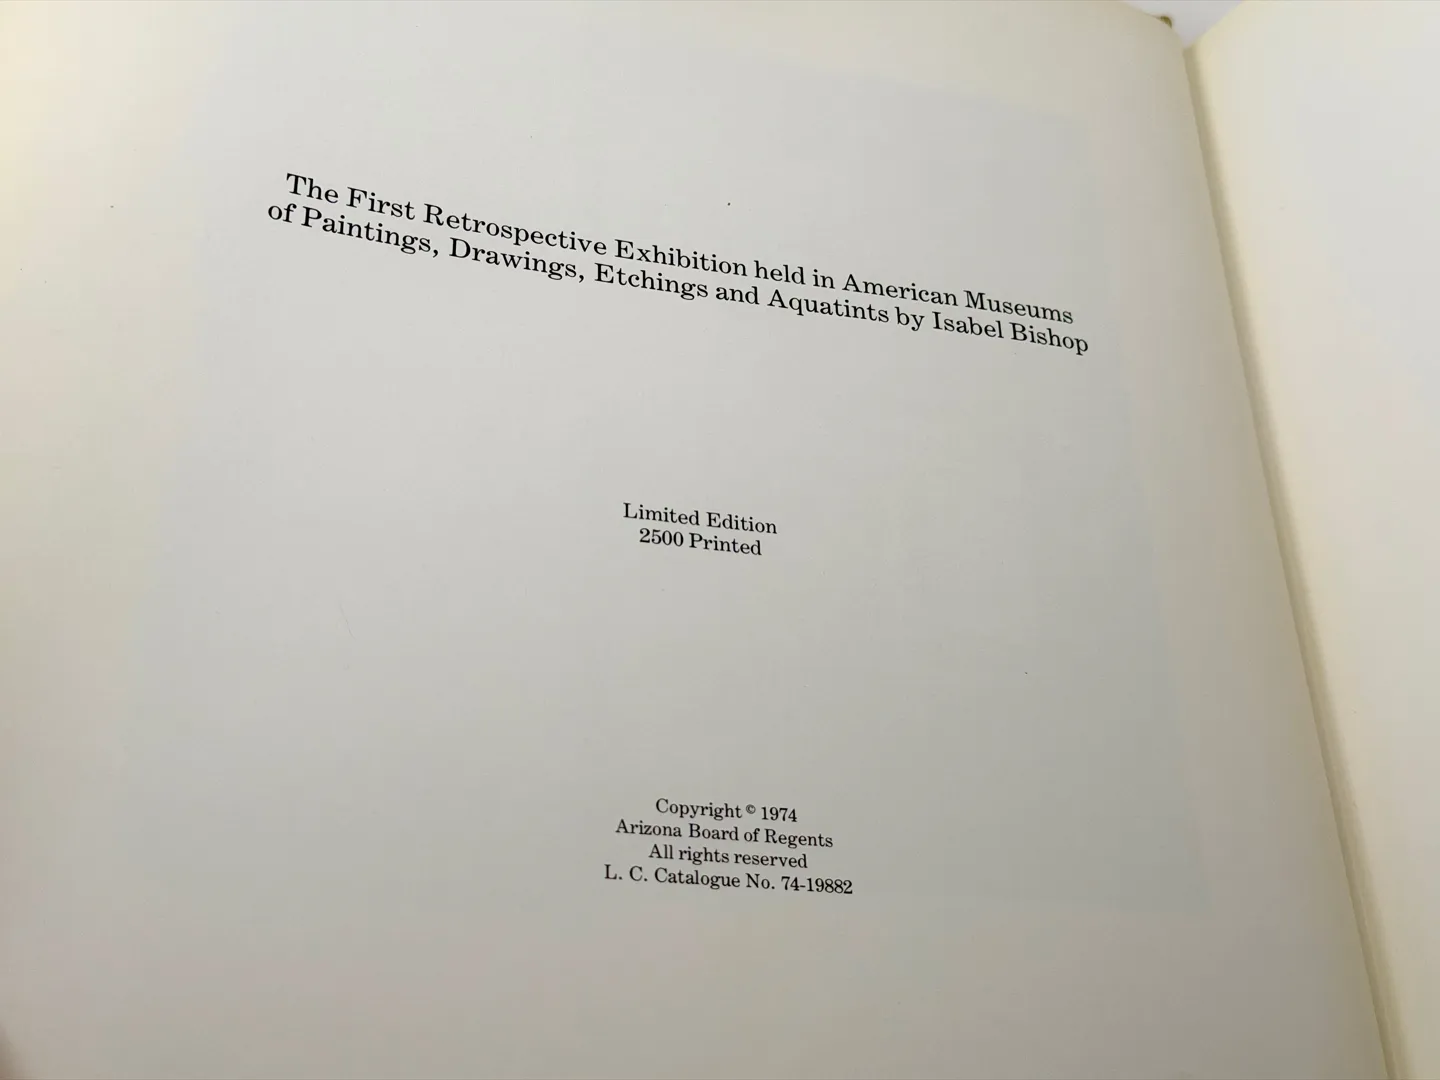 The First Retrospective Exhibition held in American Museums
of Paintings, Drawings, Etchings and Aquatints by Isabel Bishop
Limited Edition
2500 Printed
Copyright © 1974
Arizona Board of Regents
All rights reserved
L. C. Catalogue No. 74-19882